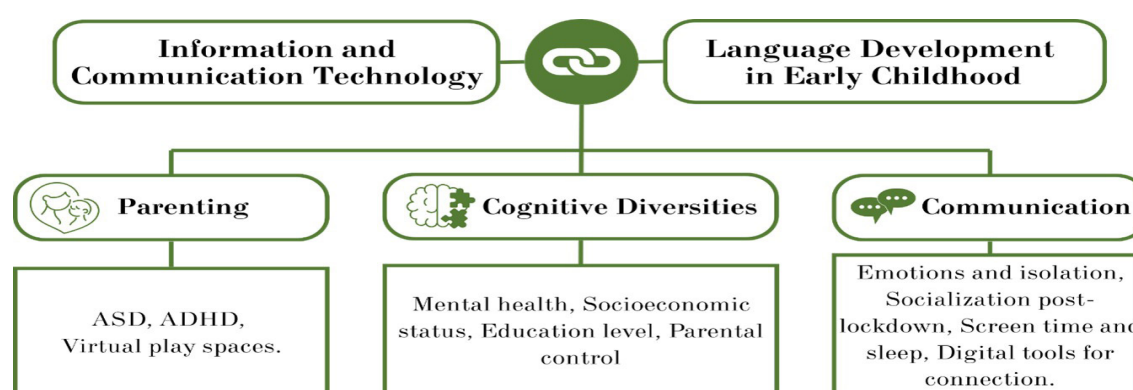 Information and
Communication Technology
Language Development
in Early Childhood
Parenting
Cognitive Diversities
Communication
ASD, ADHD,
Virtual play spaces.
Mental health, Socioeconomic
status, Education level, Parental
control
Emotions and isolation,
Socialization post-
lockdown, Screen time and
sleep, Digital tools for
connection.